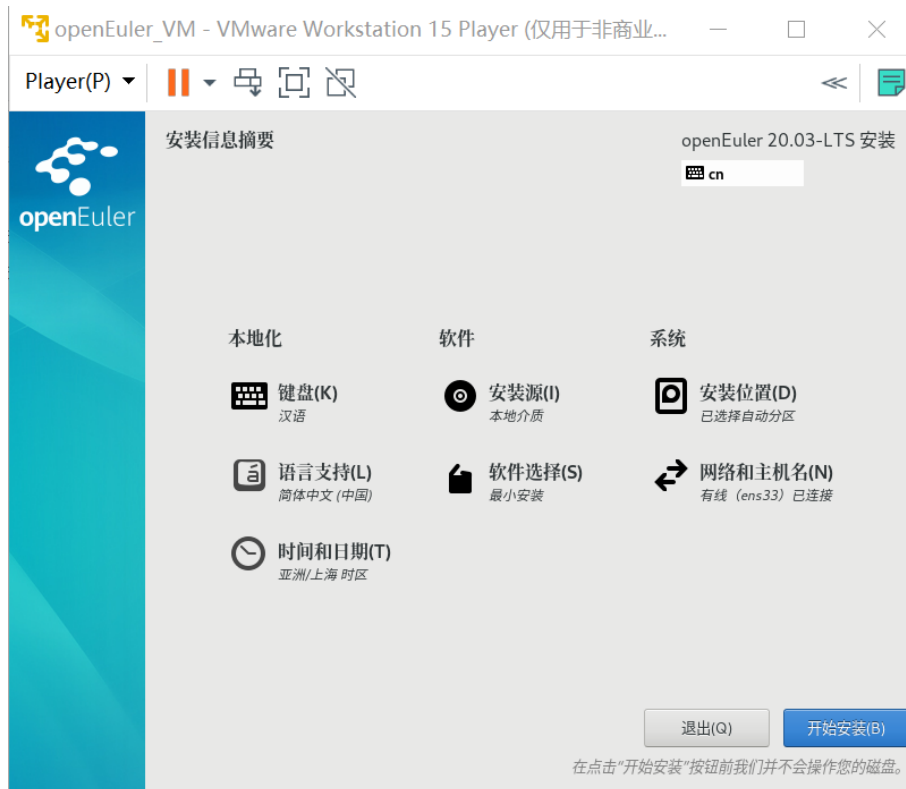 openEuler_VM - VMware Workstation 15 Player (仅用于非商业...
Player(P)
openEuler
安装信息摘要
openEuler 20.03-LTS 安装
cn
本地化
键盘(K)
汉语
语言支持(L)
简体中文 (中国)
时间和日期(T)
亚洲/上海 时区
软件
安装源(I)
本地介质
软件选择(S)
最小安装
系统
安装位置(D)
已选择自动分区
网络和主机名(N)
有线（ens33）已连接
退出(Q)
开始安装(B)
在点击"开始安装"按钮前我们并不会操作您的磁盘。